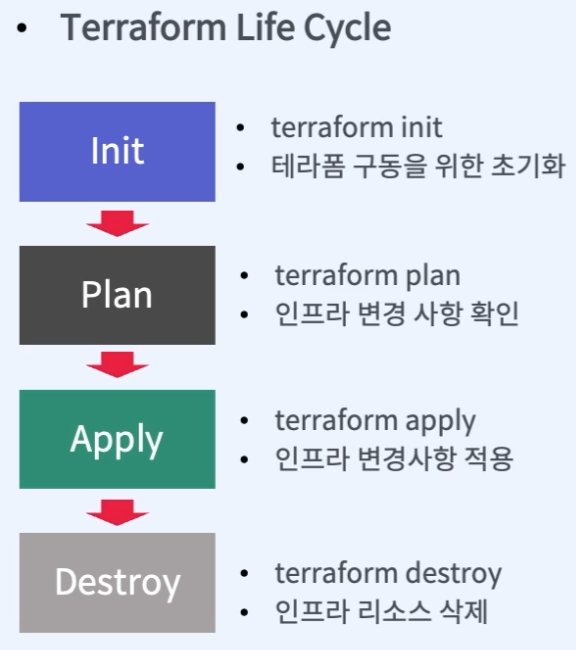 • Terraform Life Cycle
Init
• terraform init
• 테라폼 구동을 위한 초기화
Plan
• terraform plan
• 인프라 변경 사항 확인
Apply
• terraform apply
• 인프라 변경사항 적용
Destroy
• terraform destroy
• 인프라 리소스 삭제